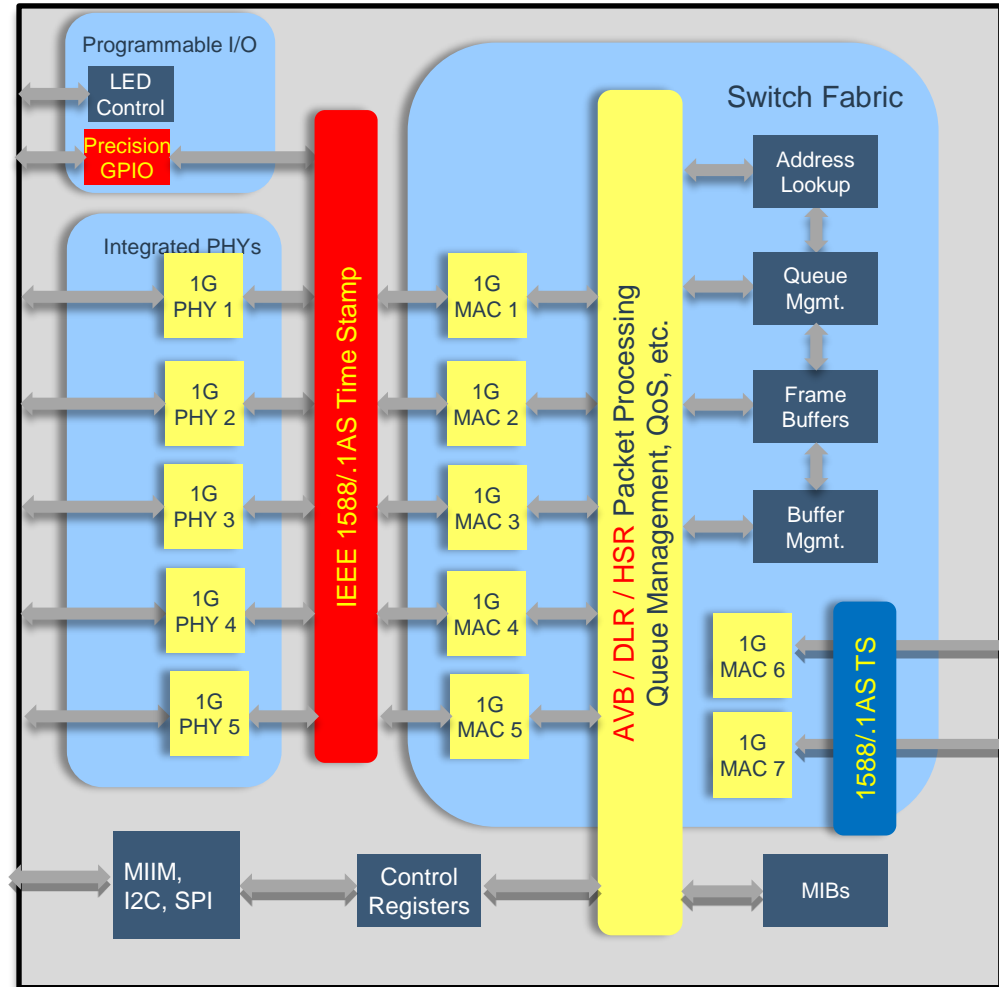 Programmable I/O
LED
Control
Precision
GPIO
Integrated PHYs
1G
PHY 1
1G
PHY 2
1G
PHY 3
1G
PHY 4
1G
PHY 5
IEEE 1588/.1AS Time Stamp
Switch Fabric
1G
MAC 1
1G
MAC 2
1G
MAC 3
1G
MAC 4
1G
MAC 5
AVB / DLR / HSR Packet Processing
Queue Management, QoS, etc.
Address
Lookup
Queue
Mgmt.
Frame
Buffers
Buffer
Mgmt.
1G
MAC 6
1G
MAC 7
1588/.1AS TS
MIIM,
I2C, SPI
Control
Registers
MIBs